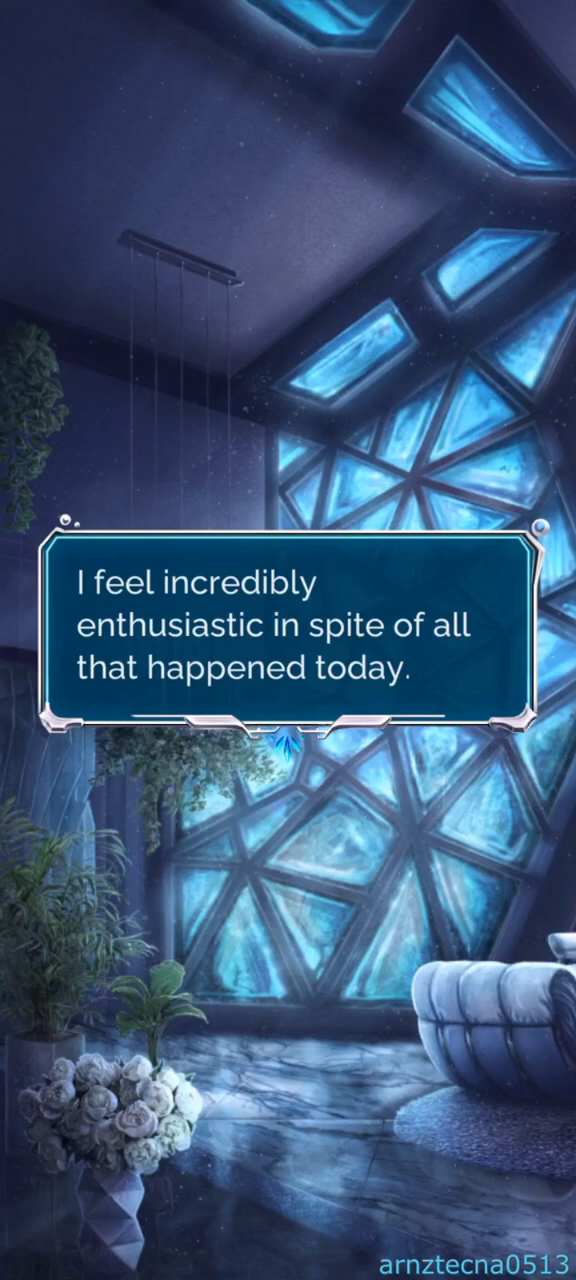 I feel incredibly
enthusiastic in spite of all
that happened today.
arnztecna0513